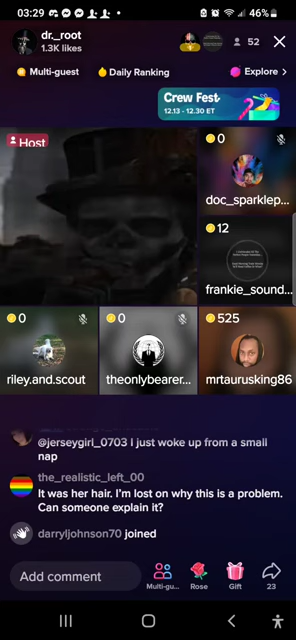 03:29
46%
dr._root
1.3K likes
52
Multi-guest
Daily Ranking
Explore >
Crew Fest
12.13 - 12.30 ET
Host
0
doc_sparklep...
12
frankie_sound...
0
riley.and.scout
0
theonlybearer...
525
mrtaurusking86
@jerseygirl_0703 I just woke up from a small
nap
the_realistic_left_00
It was her hair. I'm lost on why this is a problem.
Can someone explain it?
darryljohnson70 joined
Add comment
Multi-gu...
Rose
Gift
23